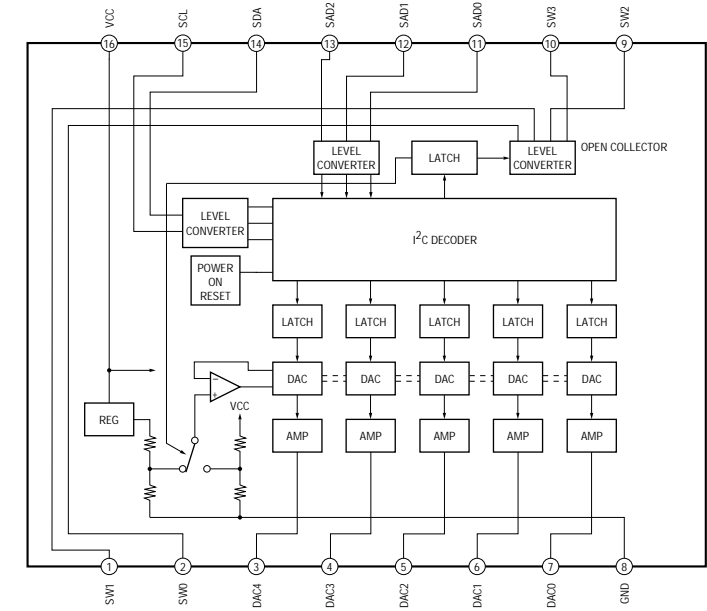 VCC SCL SDA SAD2 SAD1 SAD0 SW3 SW2
16 15 14 13 12 11 10 9
LEVEL
CONVERTER
LATCH
LEVEL
CONVERTER
OPEN COLLECTOR
LEVEL
CONVERTER
I²C DECODER
POWER
ON
RESET
LATCH LATCH LATCH LATCH LATCH
DAC DAC DAC DAC DAC
−
+
VCC
REG
AMP AMP AMP AMP AMP
1 2 3 4 5 6 7 8
SW1 SW0 DAC4 DAC3 DAC2 DAC1 DAC0 GND